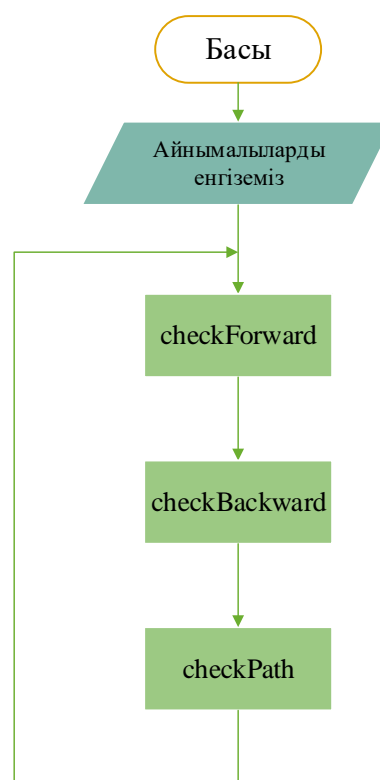 Басы
Айнымалыларды
енгіземіз
checkForward
checkBackward
checkPath